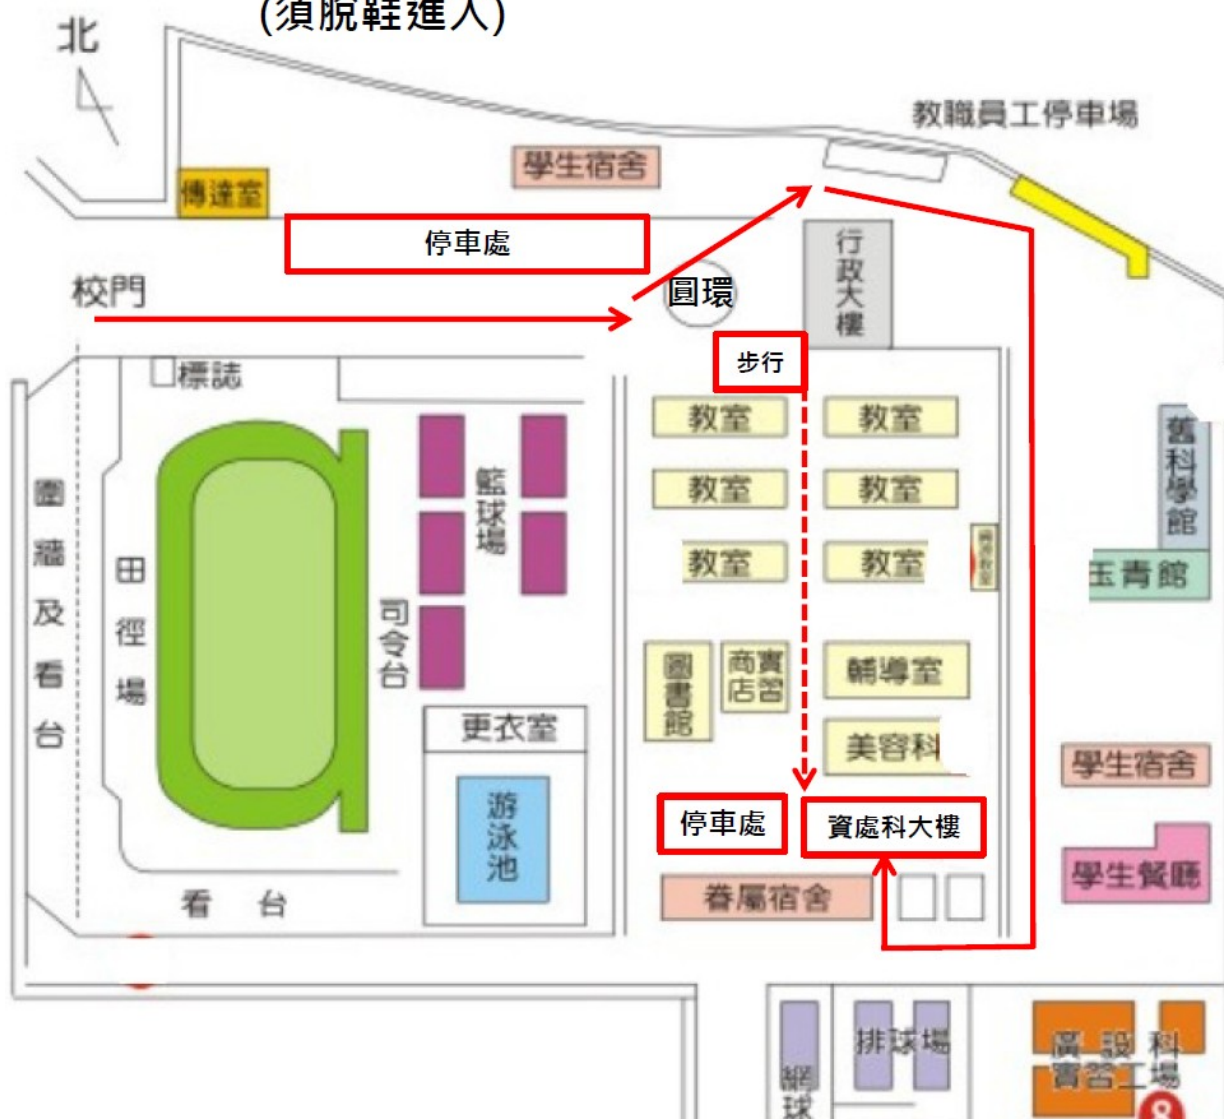 (須脫鞋進入)
北
教職員工停車場
學生宿舍
傳達室
停車處
行政大樓
校門
圓環
步行
標誌
教室
教室
教室
教室
教室
教室
籃球場
舊科學館
圍牆及看台
田徑場
司令台
玉青館
圖書館
商店
實習
輔導室
更衣室
美容科
學生宿舍
游泳池
停車處
資處科大樓
學生餐廳
眷屬宿舍
看台
排球場
網球
廣設科
實習工場